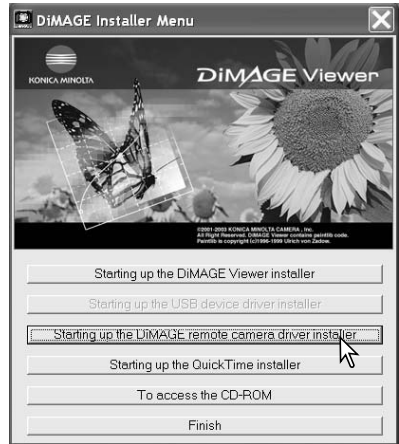 DiMAGE Installer Menu
KONICA MINOLTA
DiMAGE Viewer
©2001-2003 KONICA MINOLTA CAMERA , Inc.
All Right Reserved. DiMAGE Viewer contains paintlib code.
Paintlib is copyright (c)1996-1999 Ulrich von Zadow.
Starting up the DiMAGE Viewer installer
Starting up the USB device driver installer
Starting up the DiMAGE remote camera driver installer
Starting up the QuickTime installer
To access the CD-ROM
Finish